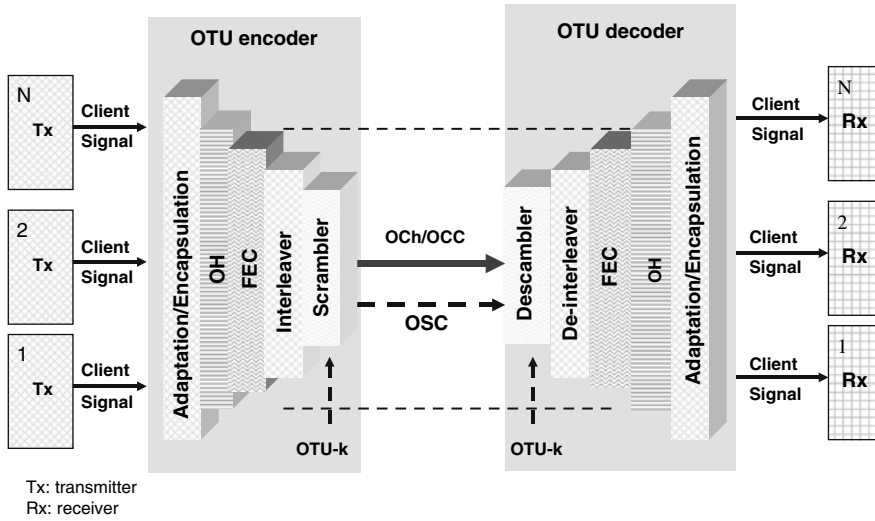 OTU encoder
OTU decoder
N
Tx
Client
Signal
2
Tx
Client
Signal
1
Tx
Client
Signal
Adaptation/Encapsulation
OH
FEC
Interleaver
Scrambler
OCh/OCC
OSC
OTU-k
OTU-k
Descambler
De-interleaver
FEC
OH
Adaptation/Encapsulation
Client
Signal
N
Rx
Client
Signal
2
Rx
Client
Signal
1
Rx
Tx: transmitter
Rx: receiver